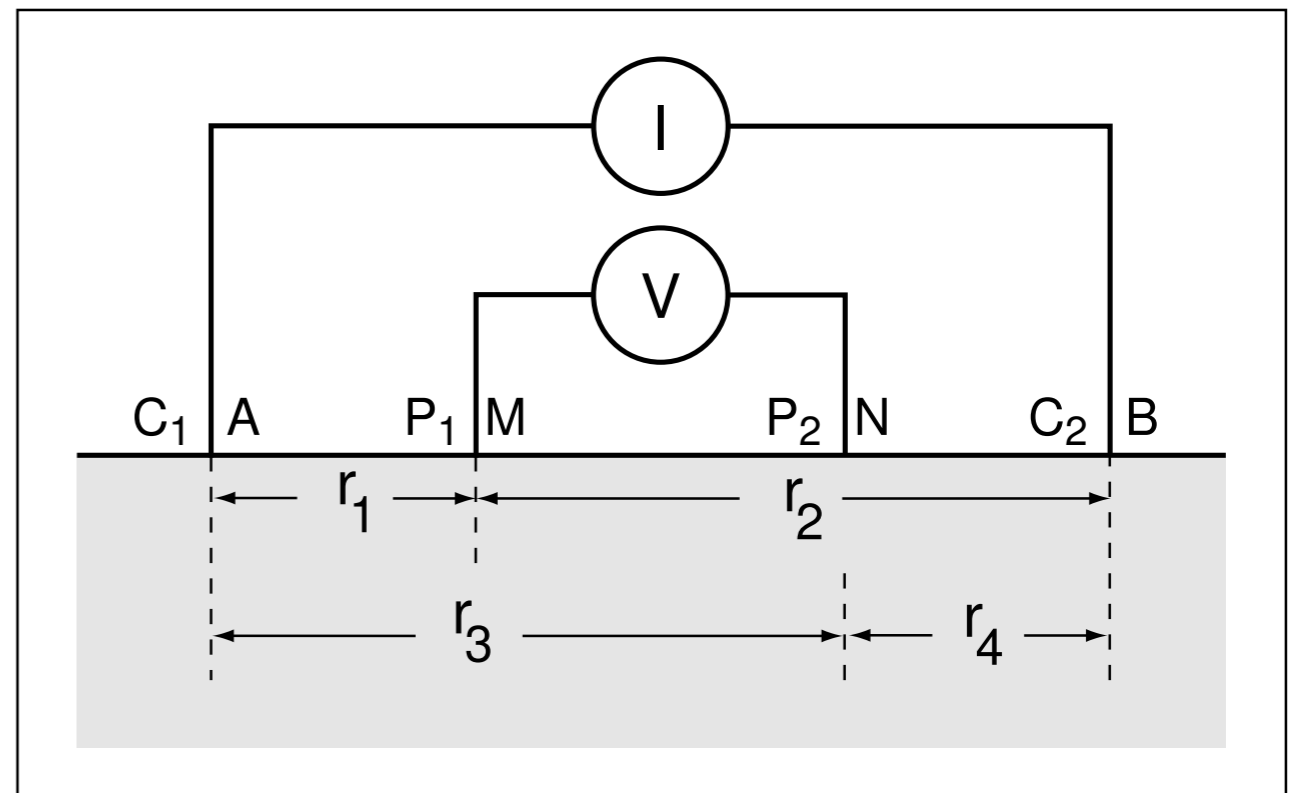 I
V
C₁ A P₁ M P₂ N C₂ B
r₁ r₂
r₃ r₄